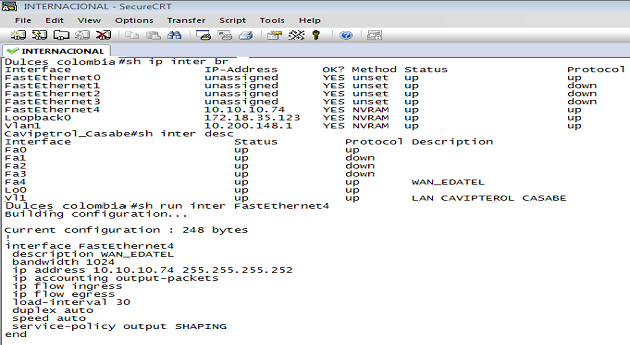 INTERNACIONAL - SecureCRT
File Edit View Options Transfer Script Tools Help
INTERNACIONAL
Dulces colombia#sh ip inter br
Interface IP-Address OK? Method Status Protocol
FastEthernet0 unassigned YES unset up up
FastEthernet1 unassigned YES unset up down
FastEthernet2 unassigned YES unset up down
FastEthernet3 unassigned YES unset up down
FastEthernet4 10.10.10.74 YES NVRAM up up
Loopback0 172.18.35.123 YES NVRAM up up
Vlan1 10.200.148.1 YES NVRAM up up
Cavipetrol_Casabe#sh inter desc
Interface Status Protocol Description
Fa0 up up
Fa1 up down
Fa2 up down
Fa3 up down
Fa4 up up WAN_EDATEL
Lo0 up up
Vl1 up up LAN CAVIPTEROL CASABE
Dulces colombia#sh run inter FastEthernet4
Building configuration...
Current configuration : 248 bytes
!
interface FastEthernet4
description WAN_EDATEL
bandwidth 1024
ip address 10.10.10.74 255.255.255.252
ip accounting output-packets
ip flow ingress
ip flow egress
load-interval 30
duplex auto
speed auto
service-policy output SHAPING
end